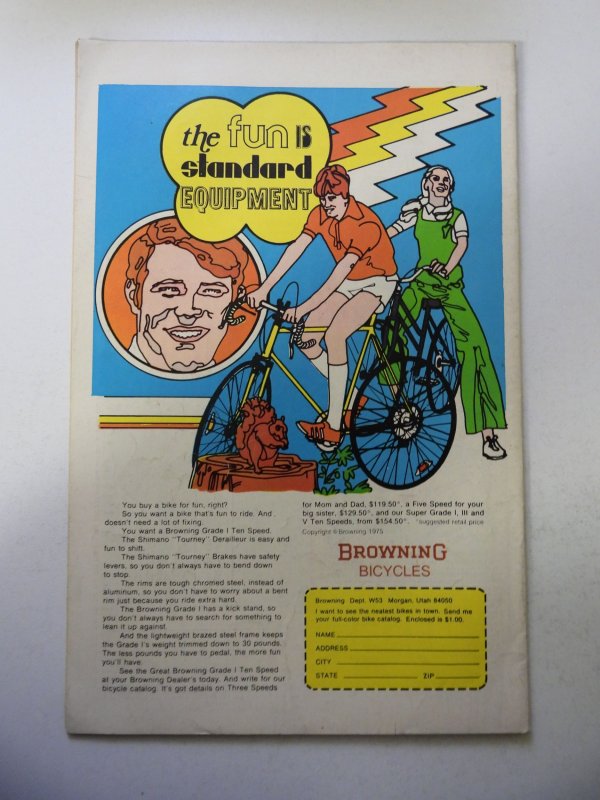 the fun IS
standard
EQUIPMENT
You buy a bike for fun, right?
So you want a bike that's fun to ride. And
doesn't need a lot of fixing.
You want a Browning Grade I Ten Speed.
The Shimano "Tourney" Derailleur is easy and
fun to shift.
The Shimano "Tourney" Brakes have safety
levers, so you don't always have to bend down
to stop.
The rims are tough chromed steel, instead of
aluminum, so you don't have to worry about a bent
rim just because you ride extra hard.
The Browning Grade I has a kick stand, so
you don't always have to search for something to
lean it up against.
And the lightweight brazed steel frame keeps
the Grade I's weight trimmed down to 30 pounds.
The less pounds you have to pedal, the more fun
you'll have.
See the Great Browning Grade I Ten Speed
at your Browning Dealer's today. And write for our
bicycle catalog. It's got details on Three Speeds
for Mom and Dad, $119.50*, a Five Speed for your
big sister, $129.50*, and our Super Grade I, III and
V Ten Speeds, from $154.50*. *suggested retail price
Copyright © Browning 1975
BROWNING
BICYCLES
Browning Dept. W53 Morgan, Utah 84050
I want to see the neatest bikes in town. Send me
your full-color bike catalog. Enclosed is $1.00.
NAME
ADDRESS
CITY
STATE ZIP